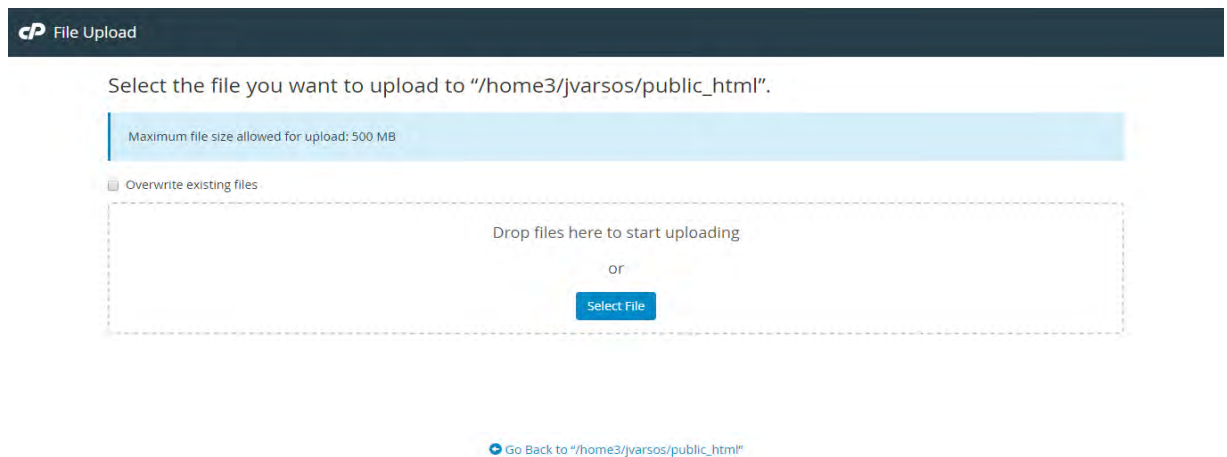 cP File Upload
Select the file you want to upload to “/home3/jvarsos/public_html”.
Maximum file size allowed for upload: 500 MB
Overwrite existing files
Drop files here to start uploading
or
Select File
Go Back to “/home3/jvarsos/public_html”